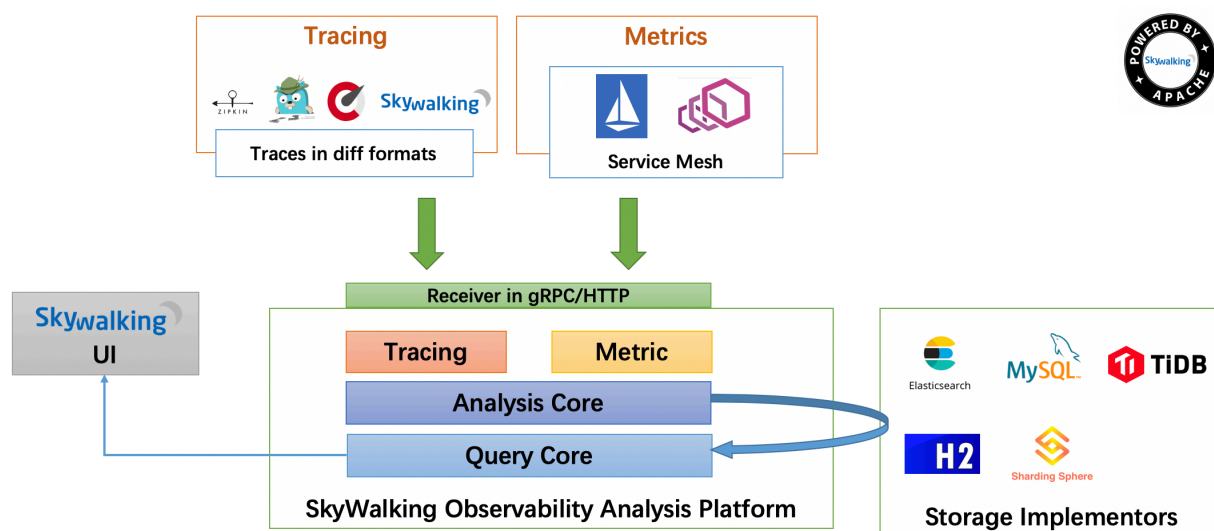 Tracing
Metrics
POWERED BY
Skywalking
APACHE
ZIPKIN
Skywalking
Traces in diff formats
Service Mesh
Receiver in gRPC/HTTP
Skywalking
UI
Tracing
Metric
Analysis Core
Query Core
SkyWalking Observability Analysis Platform
Elasticsearch
MySQL
TiDB
H2
Sharding Sphere
Storage Implementors